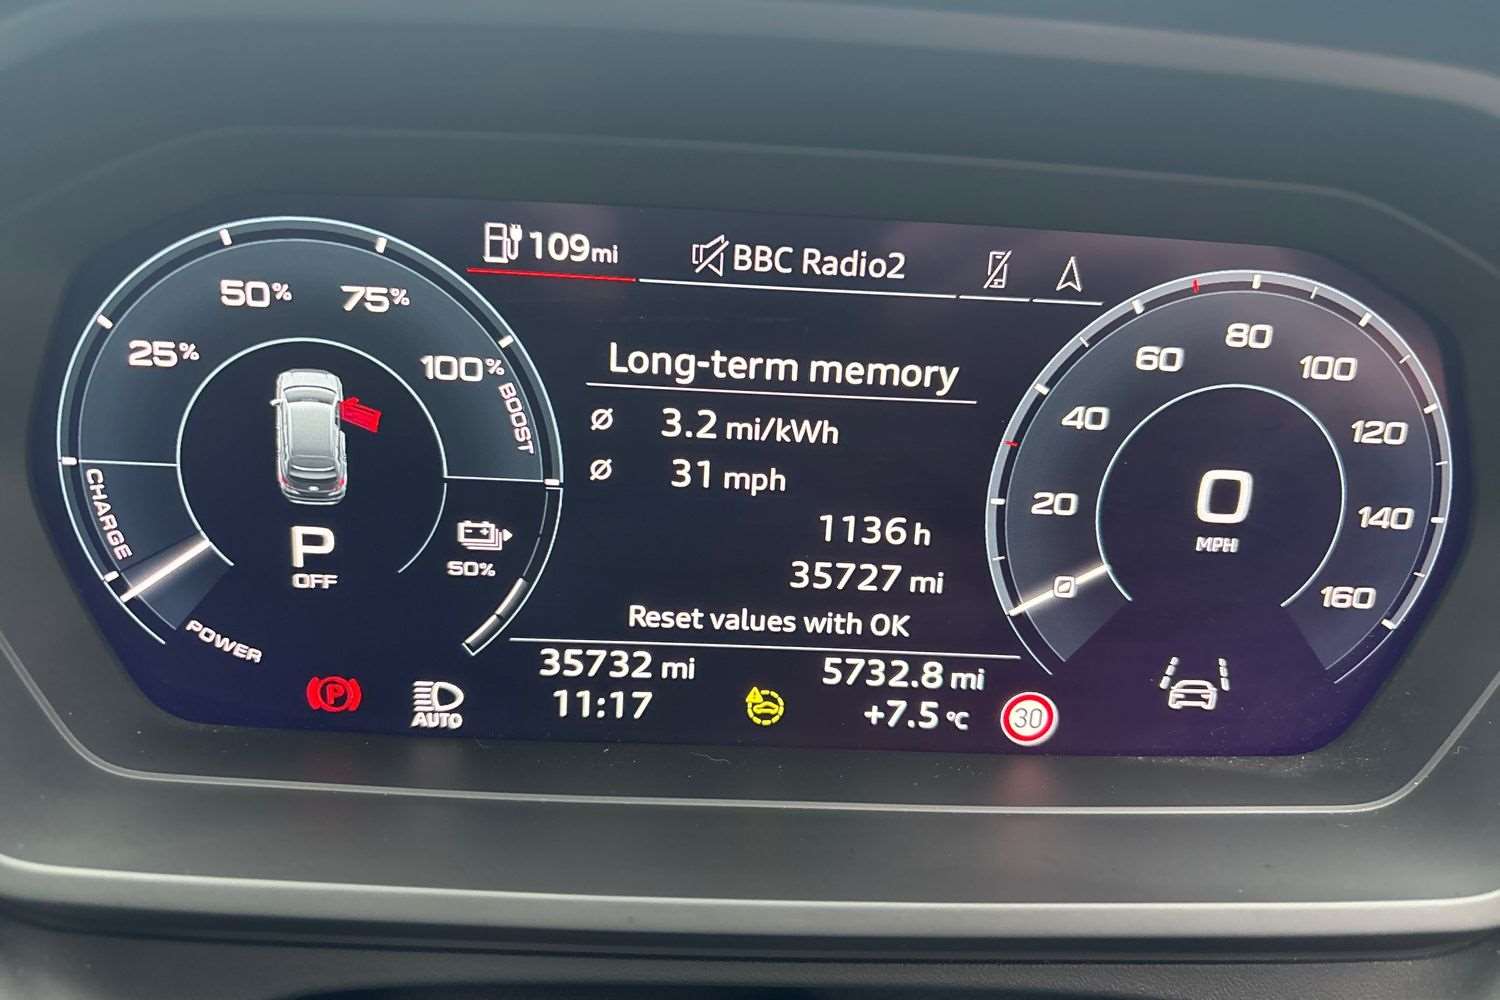 109 mi
BBC Radio2
25%
50%
75%
100%
BOOST
CHARGE
POWER
P
OFF
50%
Long-term memory
Ø 3.2 mi/kWh
Ø 31 mph
1136 h
35727 mi
Reset values with OK
35732 mi
5732.8 mi
11:17
+7.5 °C
P
AUTO
30
0
20
40
60
80
100
120
140
160
0
MPH